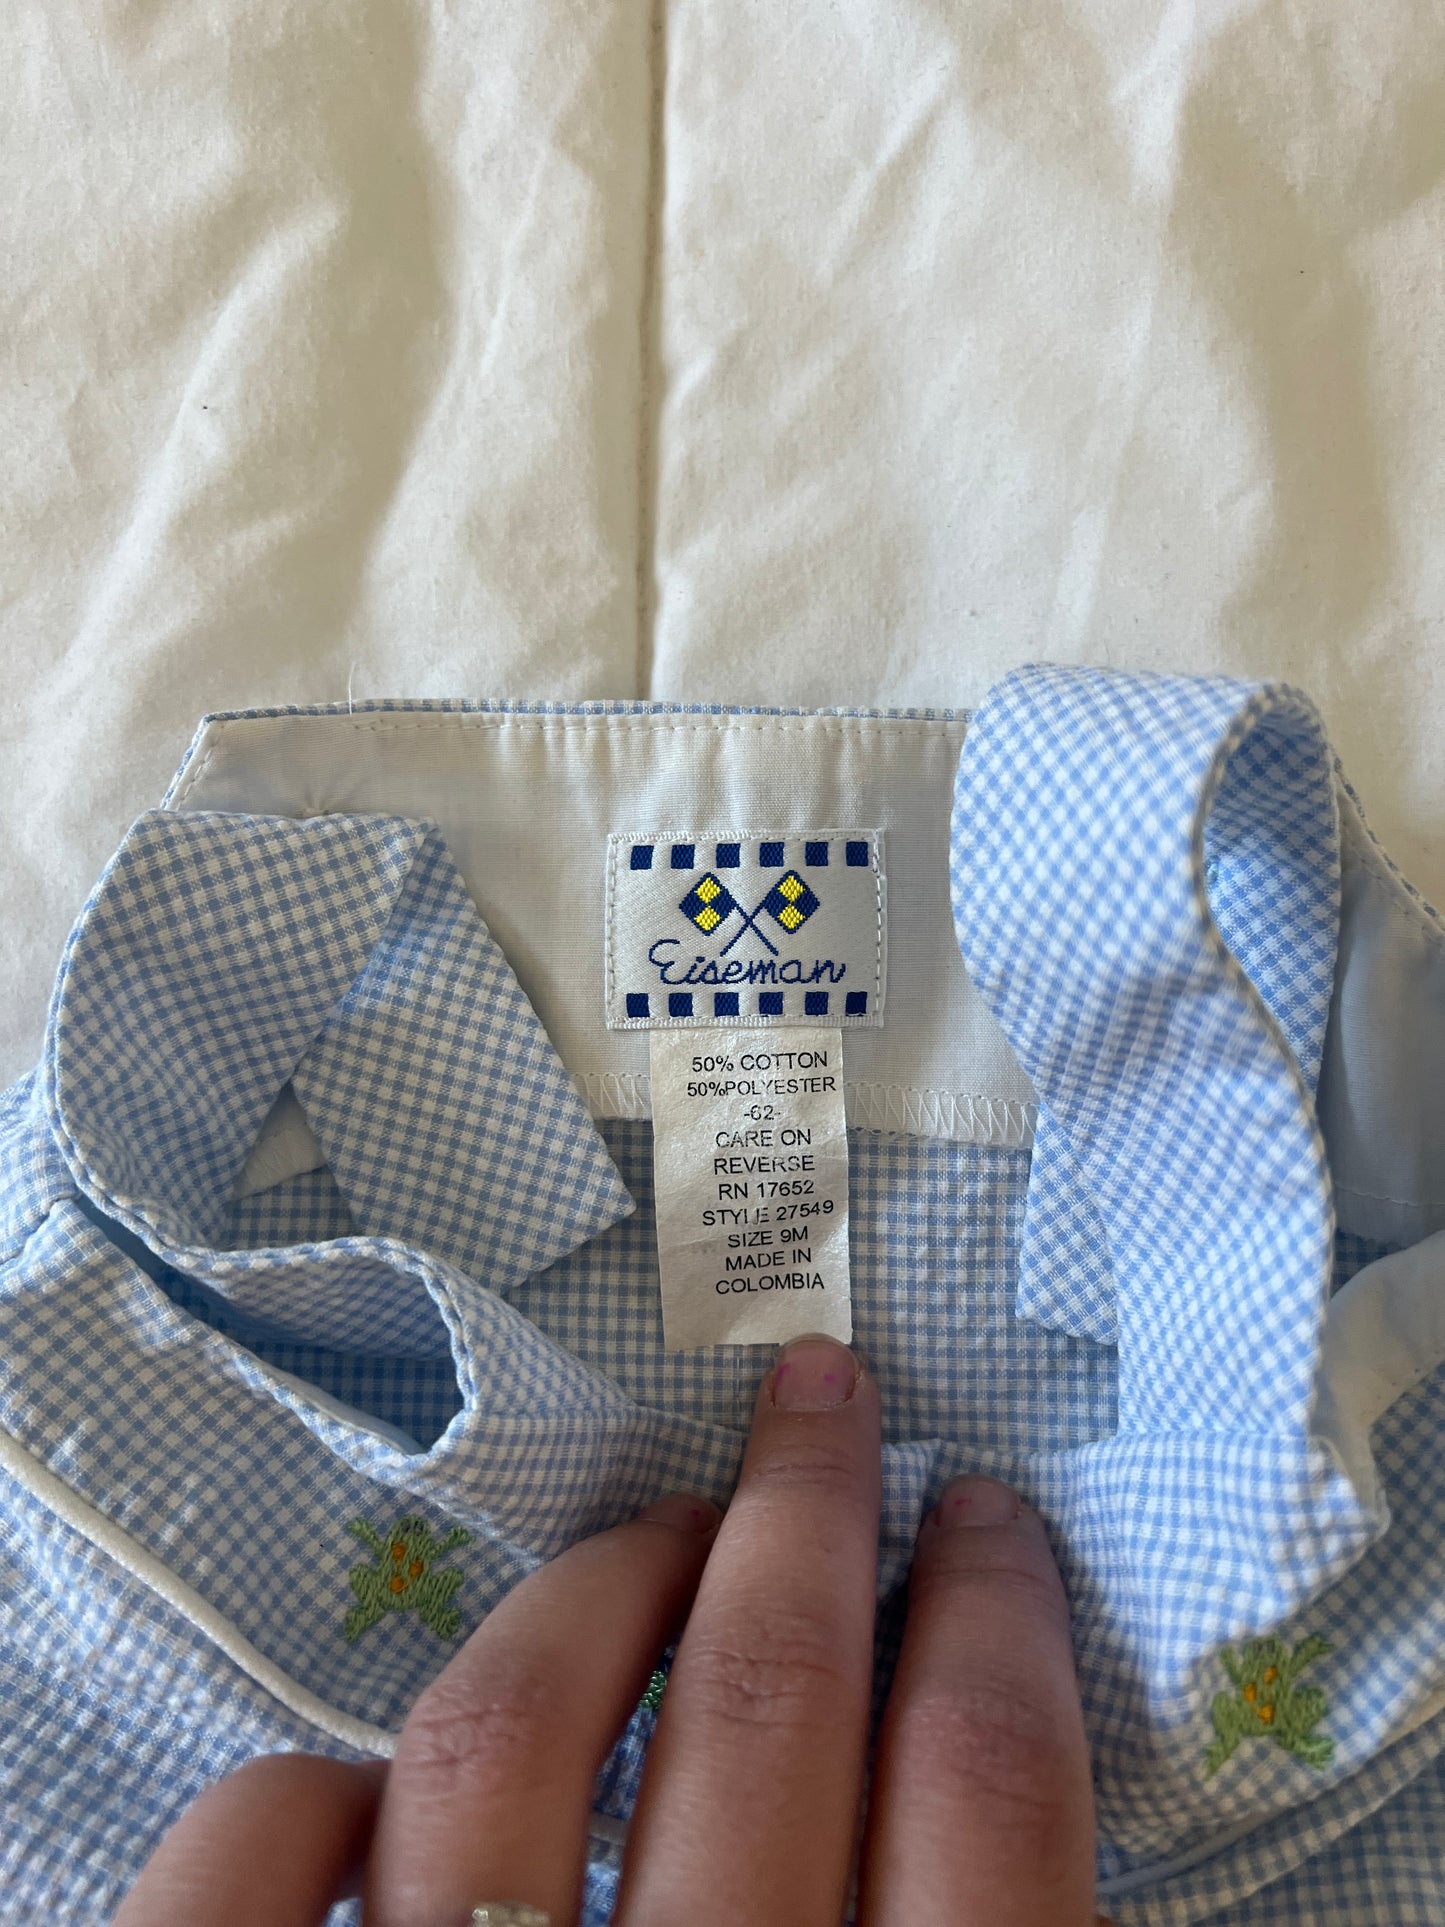 Eiseman
50% COTTON
50%POLYESTER
-62-
CARE ON
REVERSE
RN 17652
STYLE 27549
SIZE 9M
MADE IN
COLOMBIA